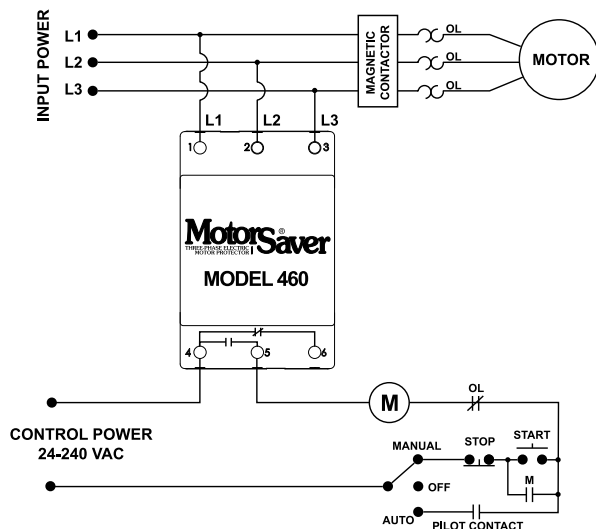 INPUT POWER
L1
L2
L3
MAGNETIC
CONTACTOR
OL
OL
OL
MOTOR
L1
L2
L3
1
2
3
MotorSaver®
THREE-PHASE ELECTRIC
MOTOR PROTECTOR
MODEL 460
4
5
6
M
OL
CONTROL POWER
24-240 VAC
MANUAL
STOP
START
OFF
M
AUTO
PILOT CONTACT